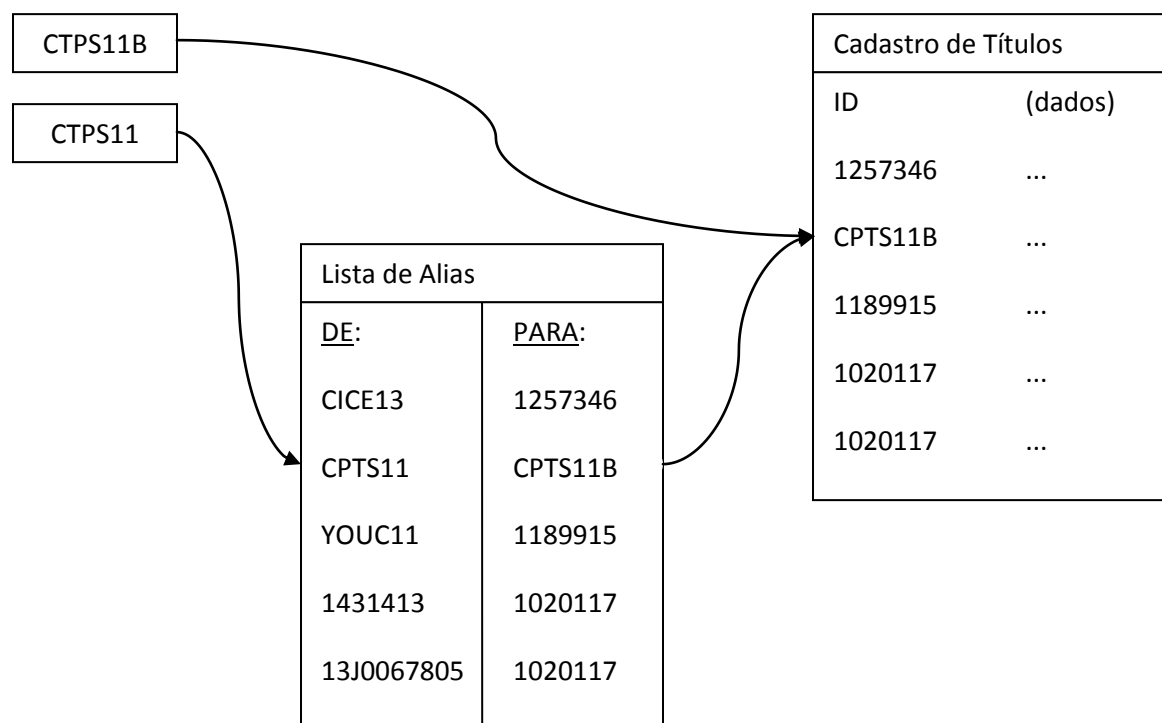 CTPS11B
CTPS11
Cadastro de Títulos
ID (dados)
1257346 ...
CPTS11B ...
1189915 ...
1020117 ...
1020117 ...
Lista de Alias
DE: PARA:
CICE13 1257346
CPTS11 CPTS11B
YOUC11 1189915
1431413 1020117
13J0067805 1020117